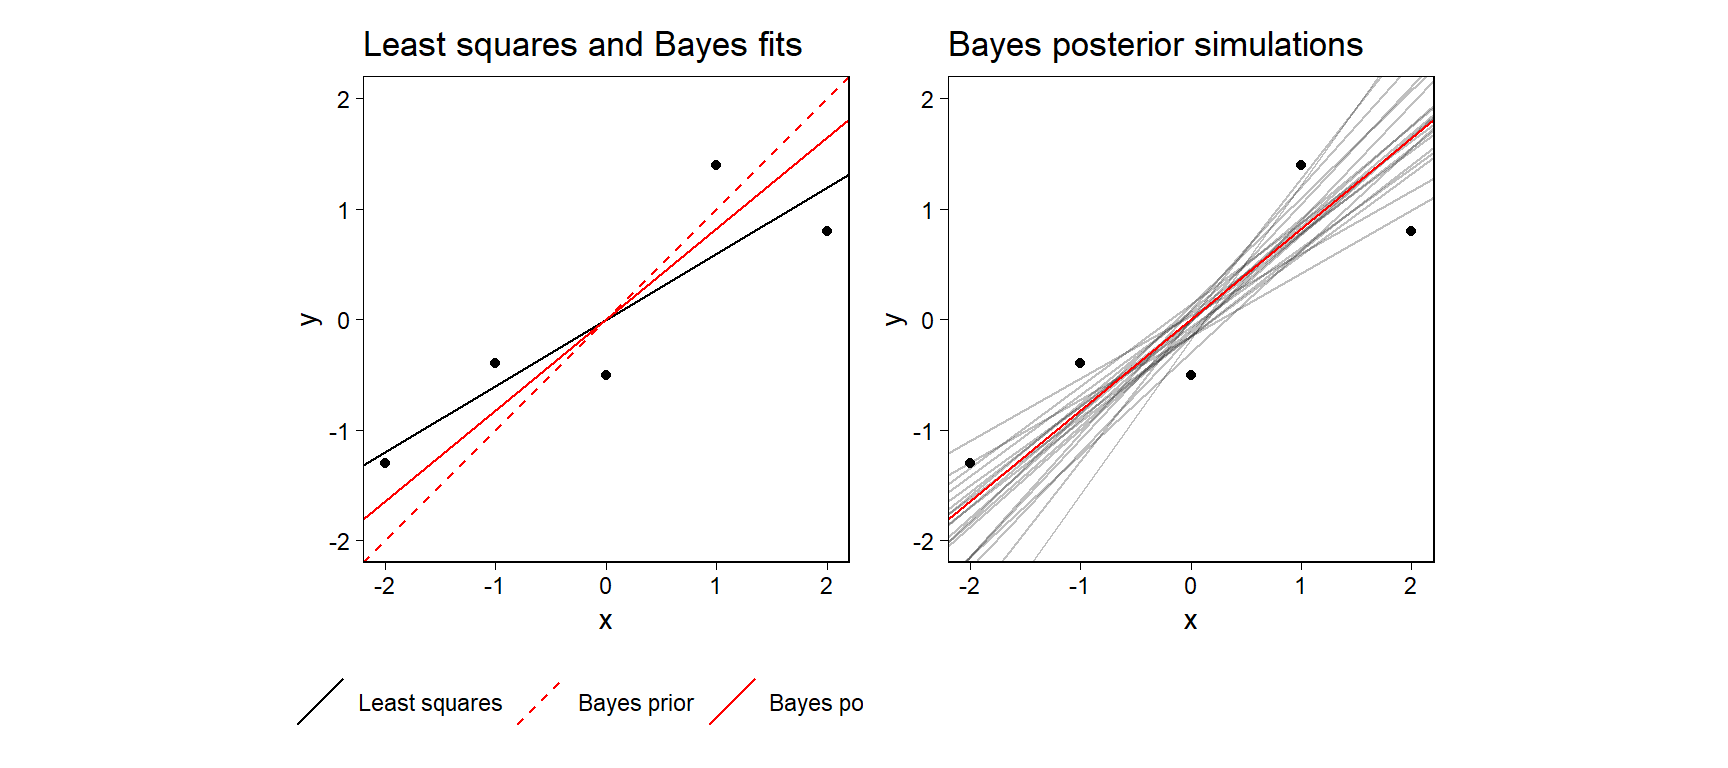 Least squares and Bayes fits
2
1
0
-1
-2
y
-2 -1 0 1 2
x
Bayes posterior simulations
2
1
0
-1
-2
y
-2 -1 0 1 2
x
Least squares Bayes prior Bayes po